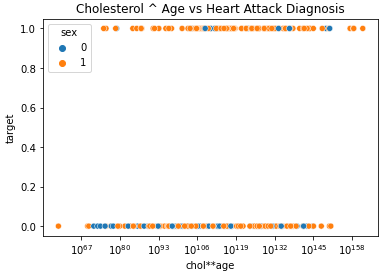 Cholesterol ^ Age vs Heart Attack Diagnosis
sex
0
1
1.0
0.8
0.6
0.4
0.2
0.0
target
10^67 10^80 10^93 10^106 10^119 10^132 10^145 10^158
chol**age